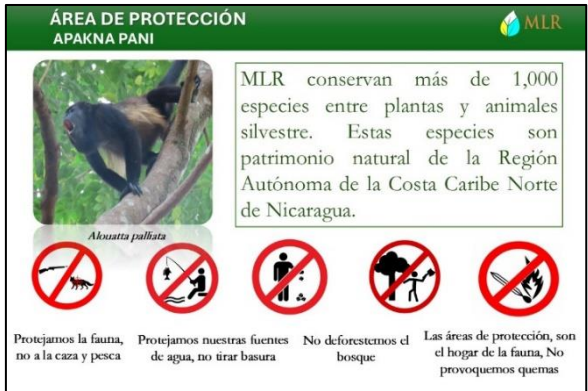 ÁREA DE PROTECCIÓN
APAKNA PANI
MLR
MLR conservan más de 1,000
especies entre plantas y animales
silvestre. Estas especies son
patrimonio natural de la Región
Autónoma de la Costa Caribe Norte
de Nicaragua.
Alouatta palliata
Protejamos la fauna,
no a la caza y pesca
Protejamos nuestras fuentes
de agua, no tirar basura
No deforestemos el
bosque
Las áreas de protección, son
el hogar de la fauna, No
provoquemos quemas